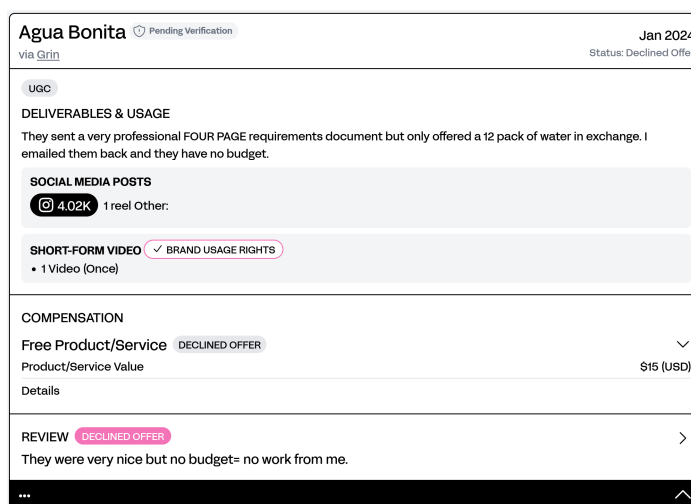 Agua Bonita Pending Verification
Jan 2024
via Grin
Status: Declined Offe
UGC
DELIVERABLES & USAGE
They sent a very professional FOUR PAGE requirements document but only offered a 12 pack of water in exchange. I
emailed them back and they have no budget.
SOCIAL MEDIA POSTS
4.02K 1 reel Other:
SHORT-FORM VIDEO ✓ BRAND USAGE RIGHTS
• 1 Video (Once)
COMPENSATION
Free Product/Service DECLINED OFFER
Product/Service Value $15 (USD)
Details
REVIEW DECLINED OFFER
They were very nice but no budget= no work from me.